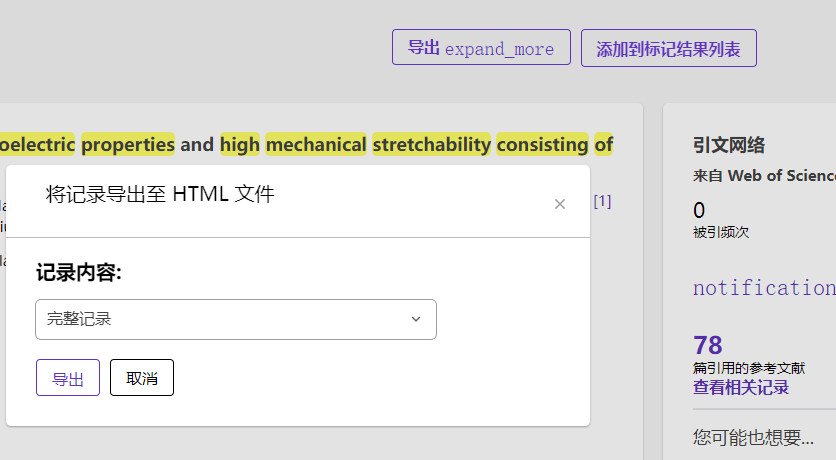 导出 expand_more
添加到标记结果列表
oelectric properties and high mechanical stretchability consisting of
[1]
将记录导出至 HTML 文件
×
记录内容:
完整记录
导出
取消
引文网络
来自 Web of Science
0
被引频次
notification
78
篇引用的参考文献
查看相关记录
您可能也想要...